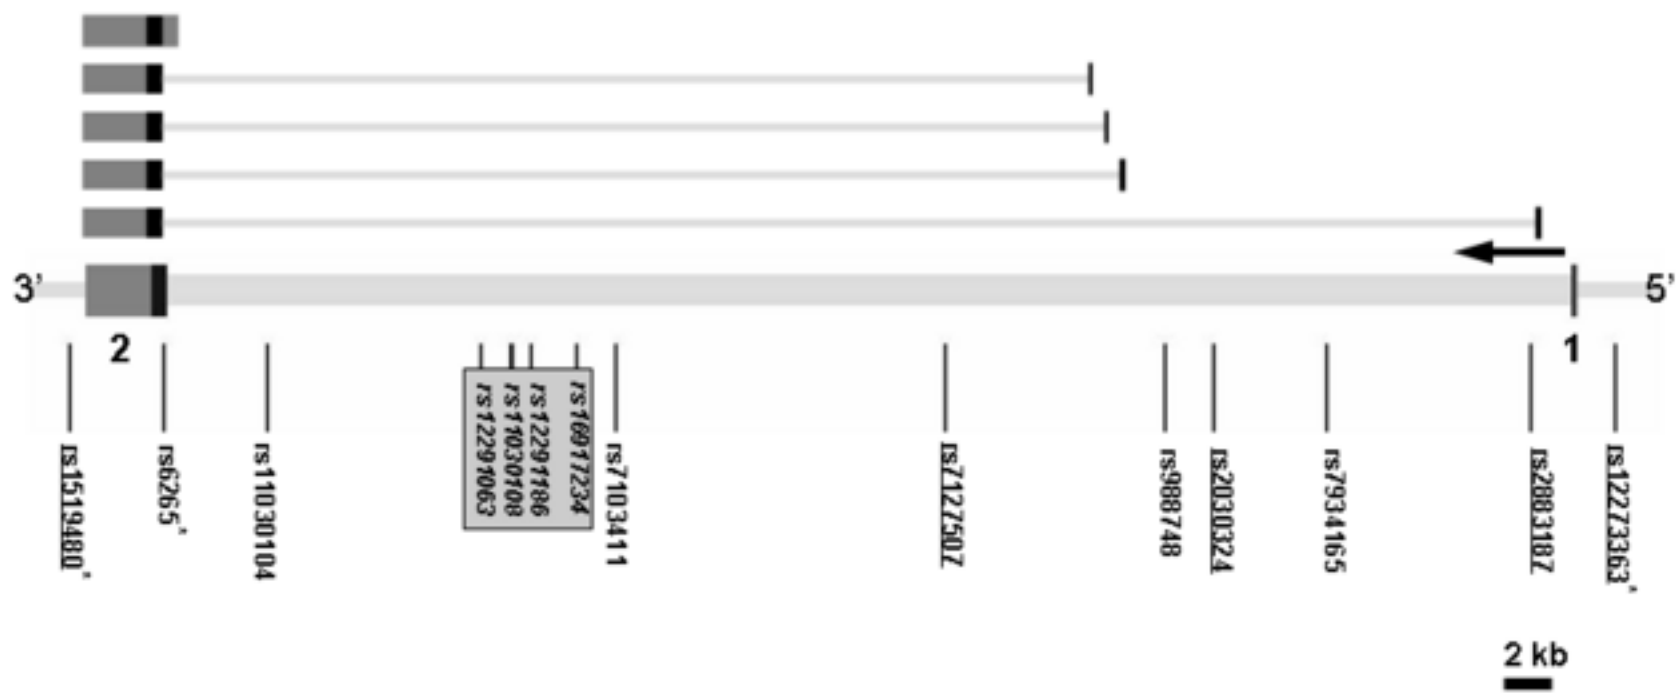 3’
5’
2
1
rs1519480*
rs6265*
rs11030104
rs12291063
rs11030108
rs12291186
rs16917234
rs71034411
rs7127507
rs988748
rs2030324
rs7934165
rs2883187
rs12273363*
2 kb